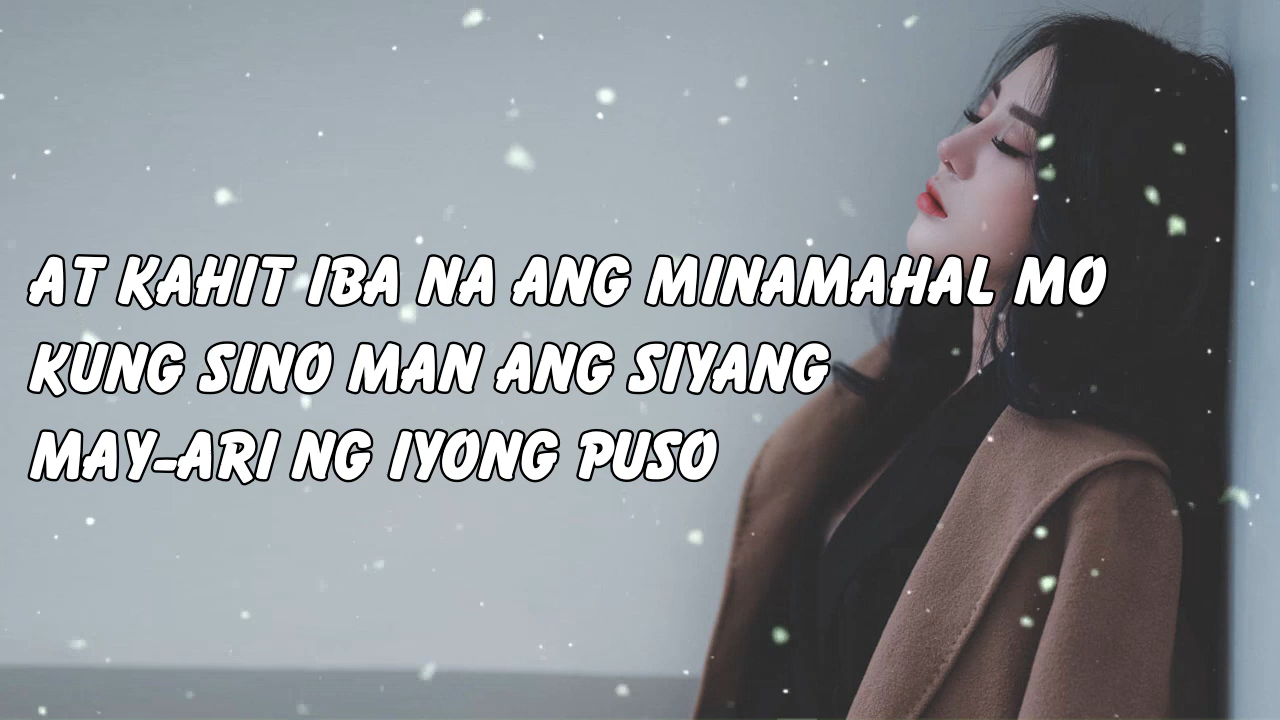 AT KAHIT IBA NA ANG MINAMAHAL MO
KUNG SINO MAN ANG SIYANG
MAY-ARI NG IYONG PUSO